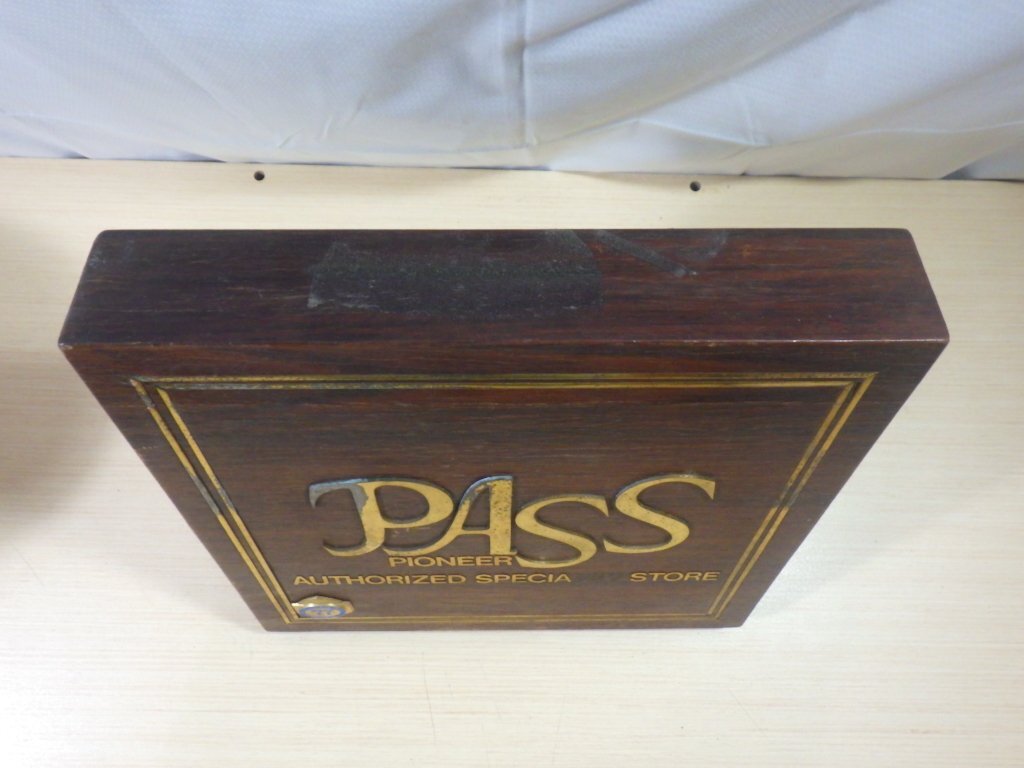 PASS
PIONEER
AUTHORIZED SPECIA STORE